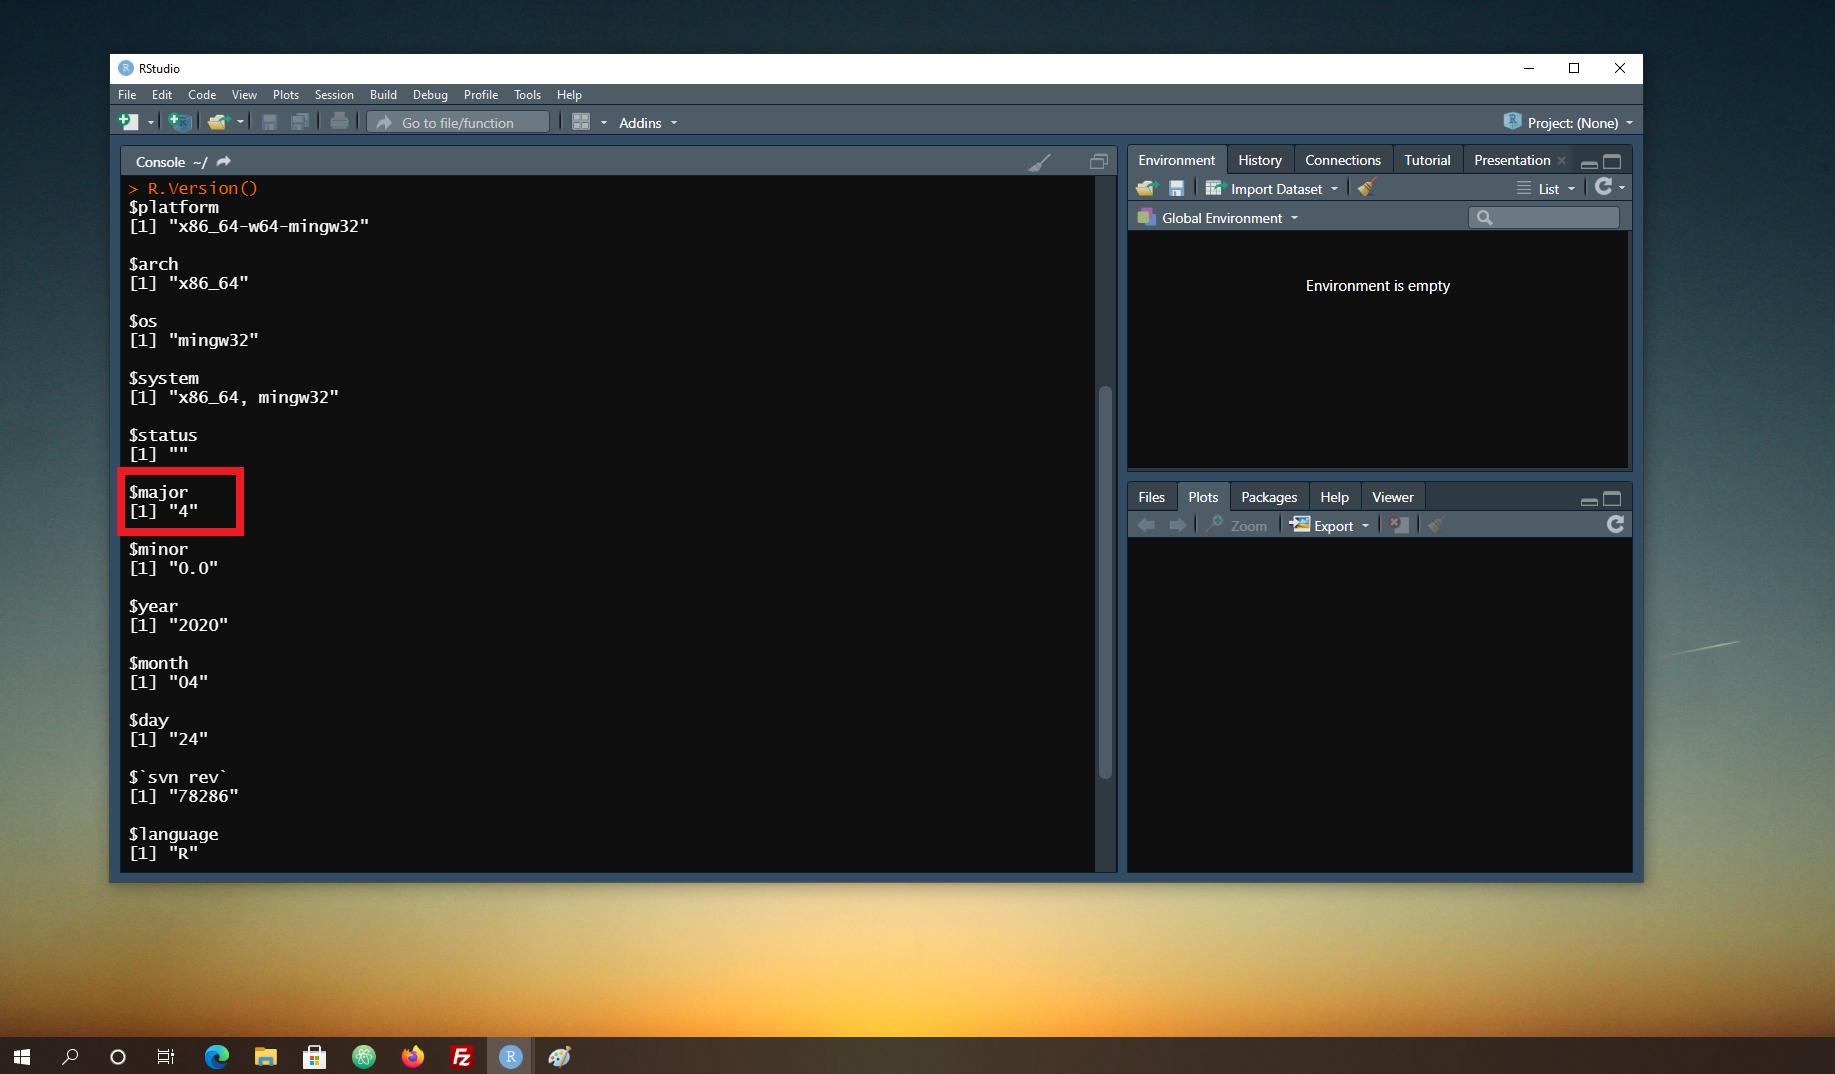 RStudio
File Edit Code View Plots Session Build Debug Profile Tools Help
Go to file/function
Addins
Project: (None)
Console ~/
> R.Version()
$platform
[1] "x86_64-w64-mingw32"
$arch
[1] "x86_64"
$os
[1] "mingw32"
$system
[1] "x86_64, mingw32"
$status
[1] ""
$major
[1] "4"
$minor
[1] "0.0"
$year
[1] "2020"
$month
[1] "04"
$day
[1] "24"
$`svn rev`
[1] "78286"
$language
[1] "R"
Environment History Connections Tutorial Presentation
Import Dataset List
Global Environment
Environment is empty
Files Plots Packages Help Viewer
Zoom Export